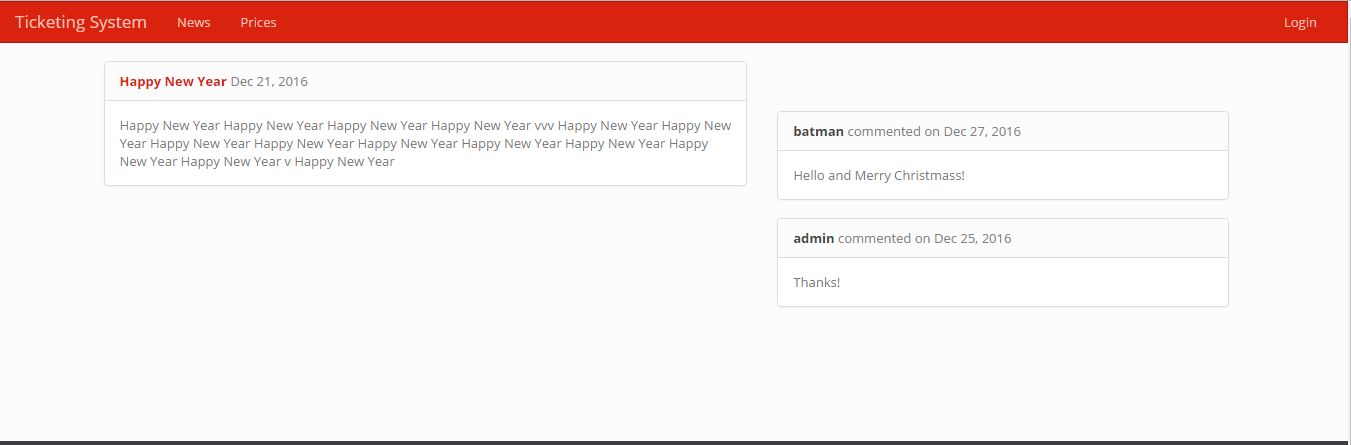 Ticketing System News Prices Login
Happy New Year Dec 21, 2016
Happy New Year Happy New Year Happy New Year Happy New Year vvv Happy New Year Happy New
Year Happy New Year Happy New Year Happy New Year Happy New Year Happy New Year Happy
New Year Happy New Year v Happy New Year
batman commented on Dec 27, 2016
Hello and Merry Christmass!
admin commented on Dec 25, 2016
Thanks!